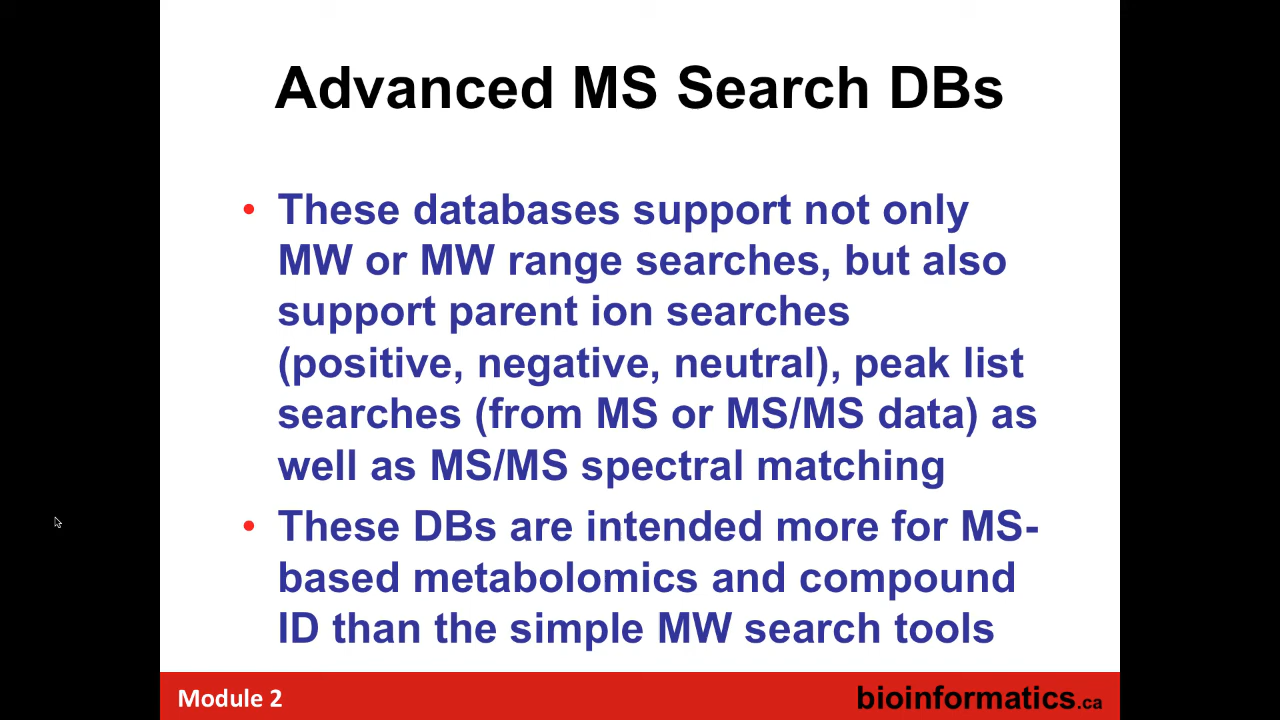 Advanced MS Search DBs
• These databases support not only
MW or MW range searches, but also
support parent ion searches
(positive, negative, neutral), peak list
searches (from MS or MS/MS data) as
well as MS/MS spectral matching
• These DBs are intended more for MS-
based metabolomics and compound
ID than the simple MW search tools
Module 2
bioinformatics.ca